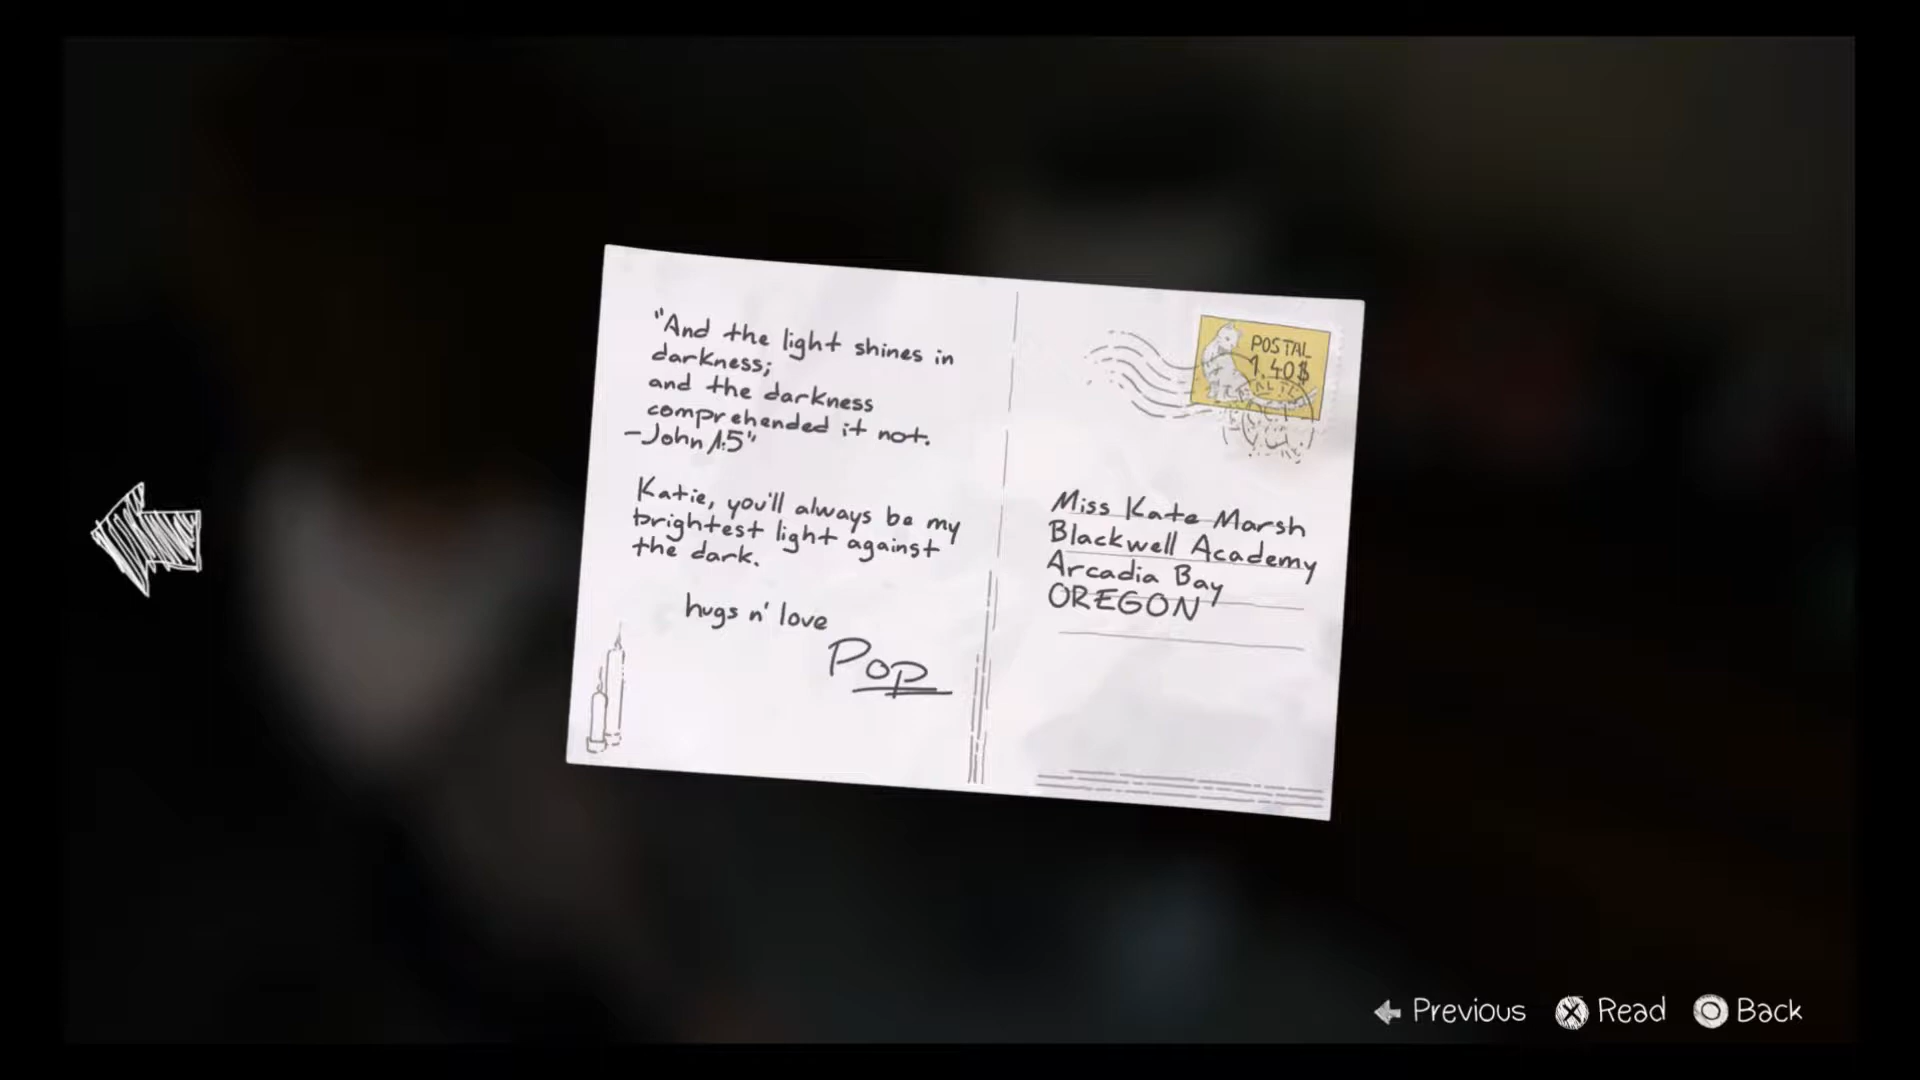 "And the light shines in
darkness;
and the darkness
comprehended it not.
-John 1:5"
Katie, you'll always be my
brightest light against
the dark.
hugs n' love
Pop
POSTAL
1.40$
Miss Kate Marsh
Blackwell Academy
Arcadia Bay
OREGON
Previous
Read
Back